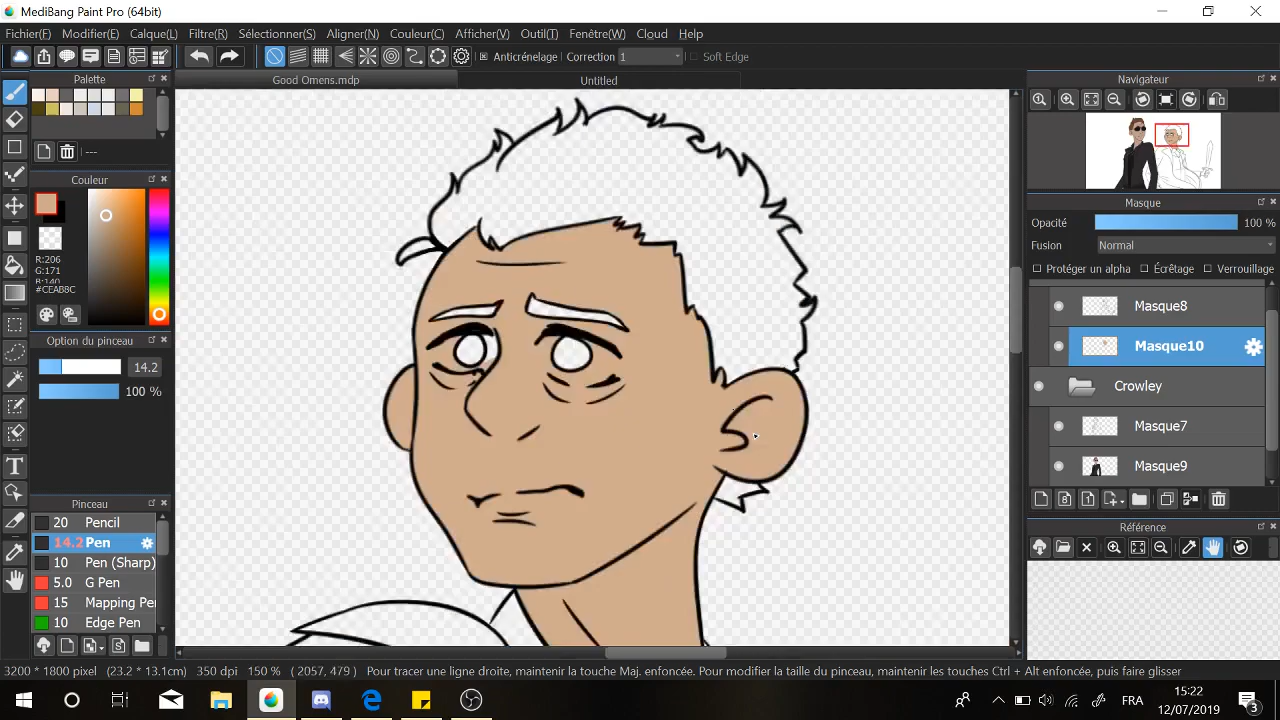 MediBang Paint Pro (64bit)
Fichier(F) Modifier(E) Calque(L) Filtre(R) Sélectionner(S) Aligner(N) Couleur(C) Afficher(V) Outil(T) Fenêtre(W) Cloud Help
Anticrénelage Correction 1 Soft Edge
Palette
Good Omens.mdp Untitled
Navigateur
---
Couleur
R:206
G:171
B:140
#CEAB8C
Masque
Opacité 100 %
Fusion Normal
Protéger un alpha Écrêtage Verrouillage
Masque8
Masque10
Crowley
Masque7
Masque9
Option du pinceau
14.2
100 %
Pinceau
20 Pencil
14.2 Pen
10 Pen (Sharp)
5.0 G Pen
15 Mapping Pen
10 Edge Pen
Référence
3200 * 1800 pixel (23.2 * 13.1cm) 350 dpi 150 % ( 2057, 479 ) Pour tracer une ligne droite, maintenir la touche Maj. enfoncée. Pour modifier la taille du pinceau, maintenir les touches Ctrl + Alt enfoncée, puis faire glisser
FRA
15:22
12/07/2019
3